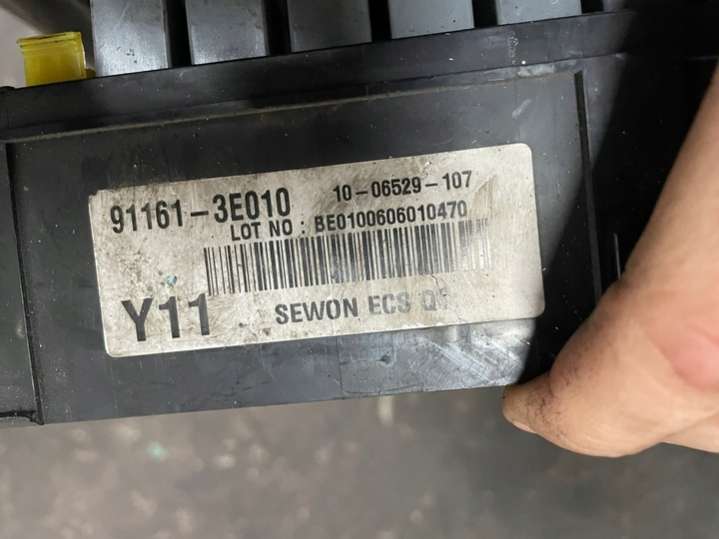 91161-3E010 10-06529-107
LOT NO : BE0100606010470
Y11 SEWON ECS